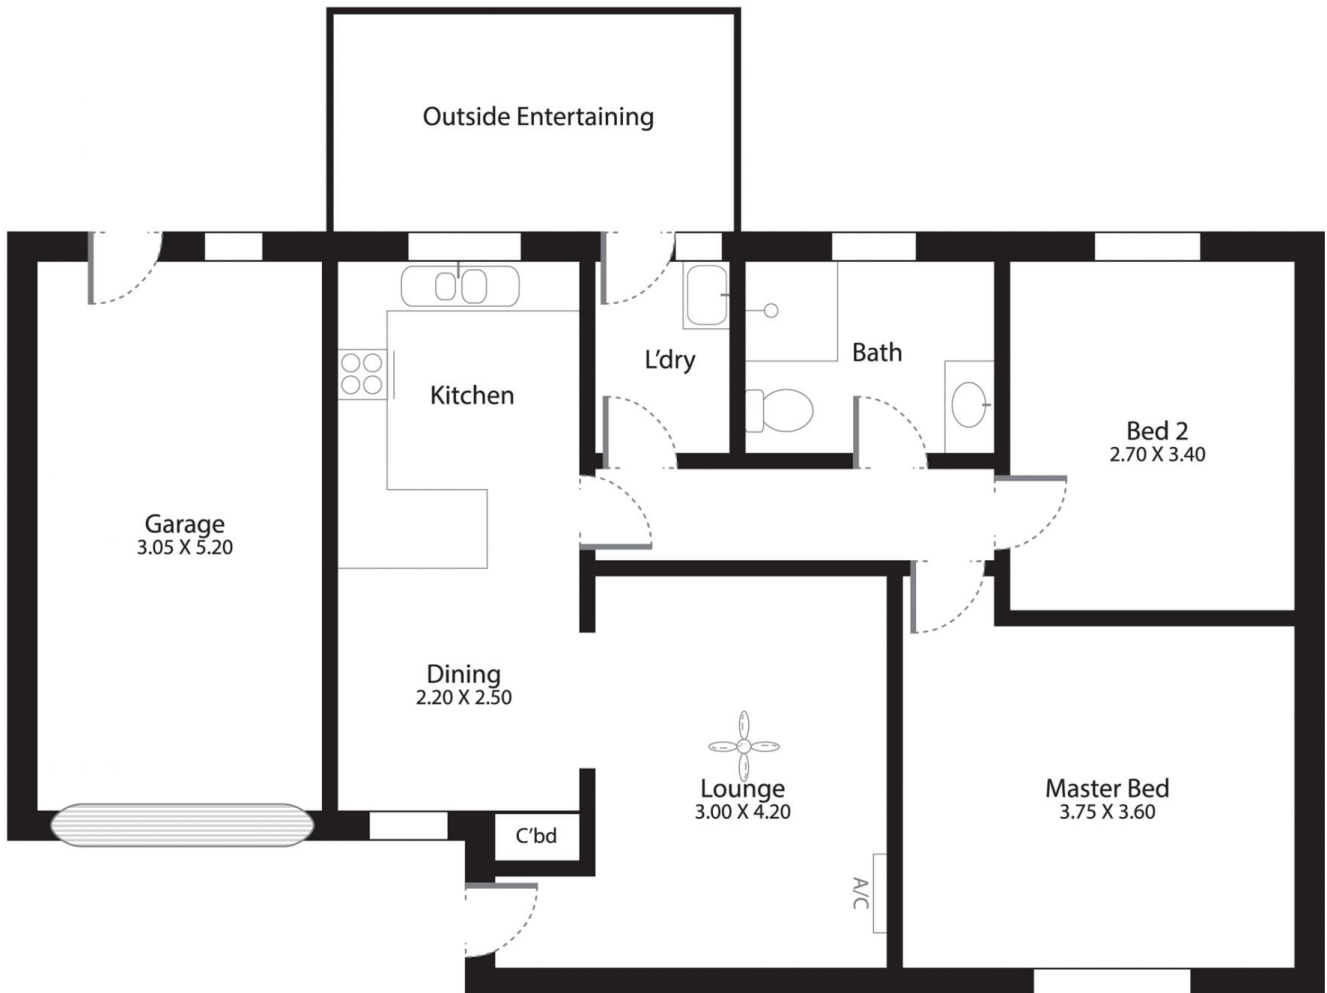 Outside Entertaining
L'dry
Bath
Kitchen
Bed 2
2.70 X 3.40
Garage
3.05 X 5.20
Dining
2.20 X 2.50
Lounge
3.00 X 4.20
Master Bed
3.75 X 3.60
C'bd
A/C